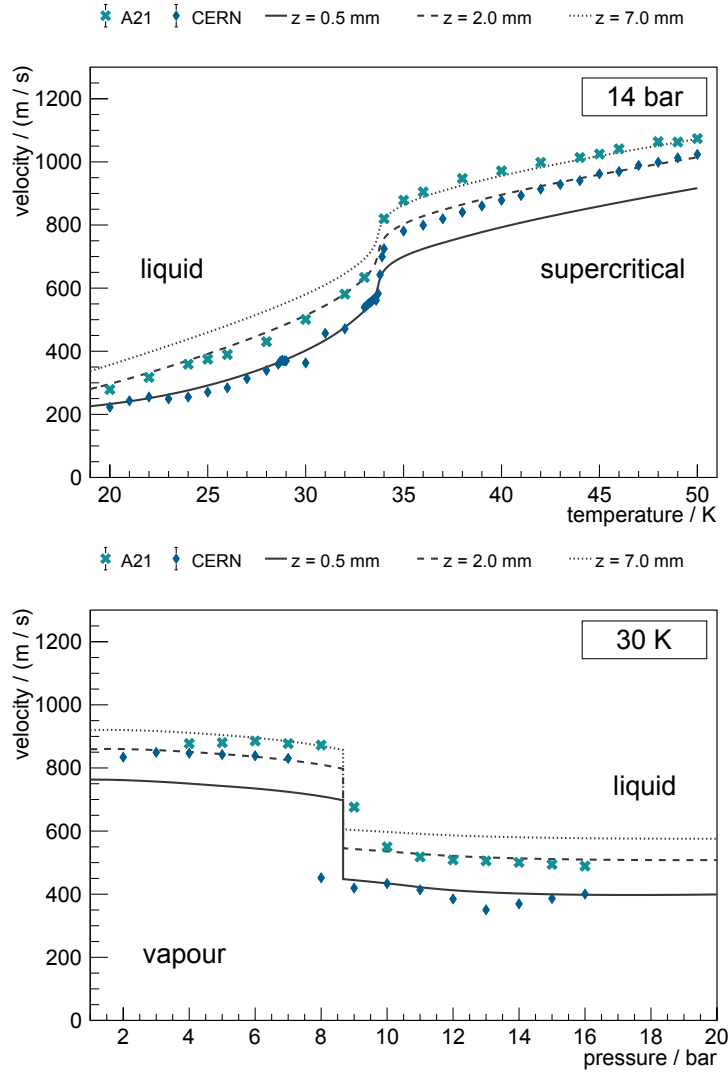 A21 CERN z = 0.5 mm z = 2.0 mm z = 7.0 mm
velocity / (m / s)
14 bar
1200
1000
800
600
400
200
0
liquid
supercritical
20 25 30 35 40 45 50
temperature / K
A21 CERN z = 0.5 mm z = 2.0 mm z = 7.0 mm
velocity / (m / s)
30 K
1200
1000
800
600
400
200
0
liquid
vapour
2 4 6 8 10 12 14 16 18 20
pressure / bar